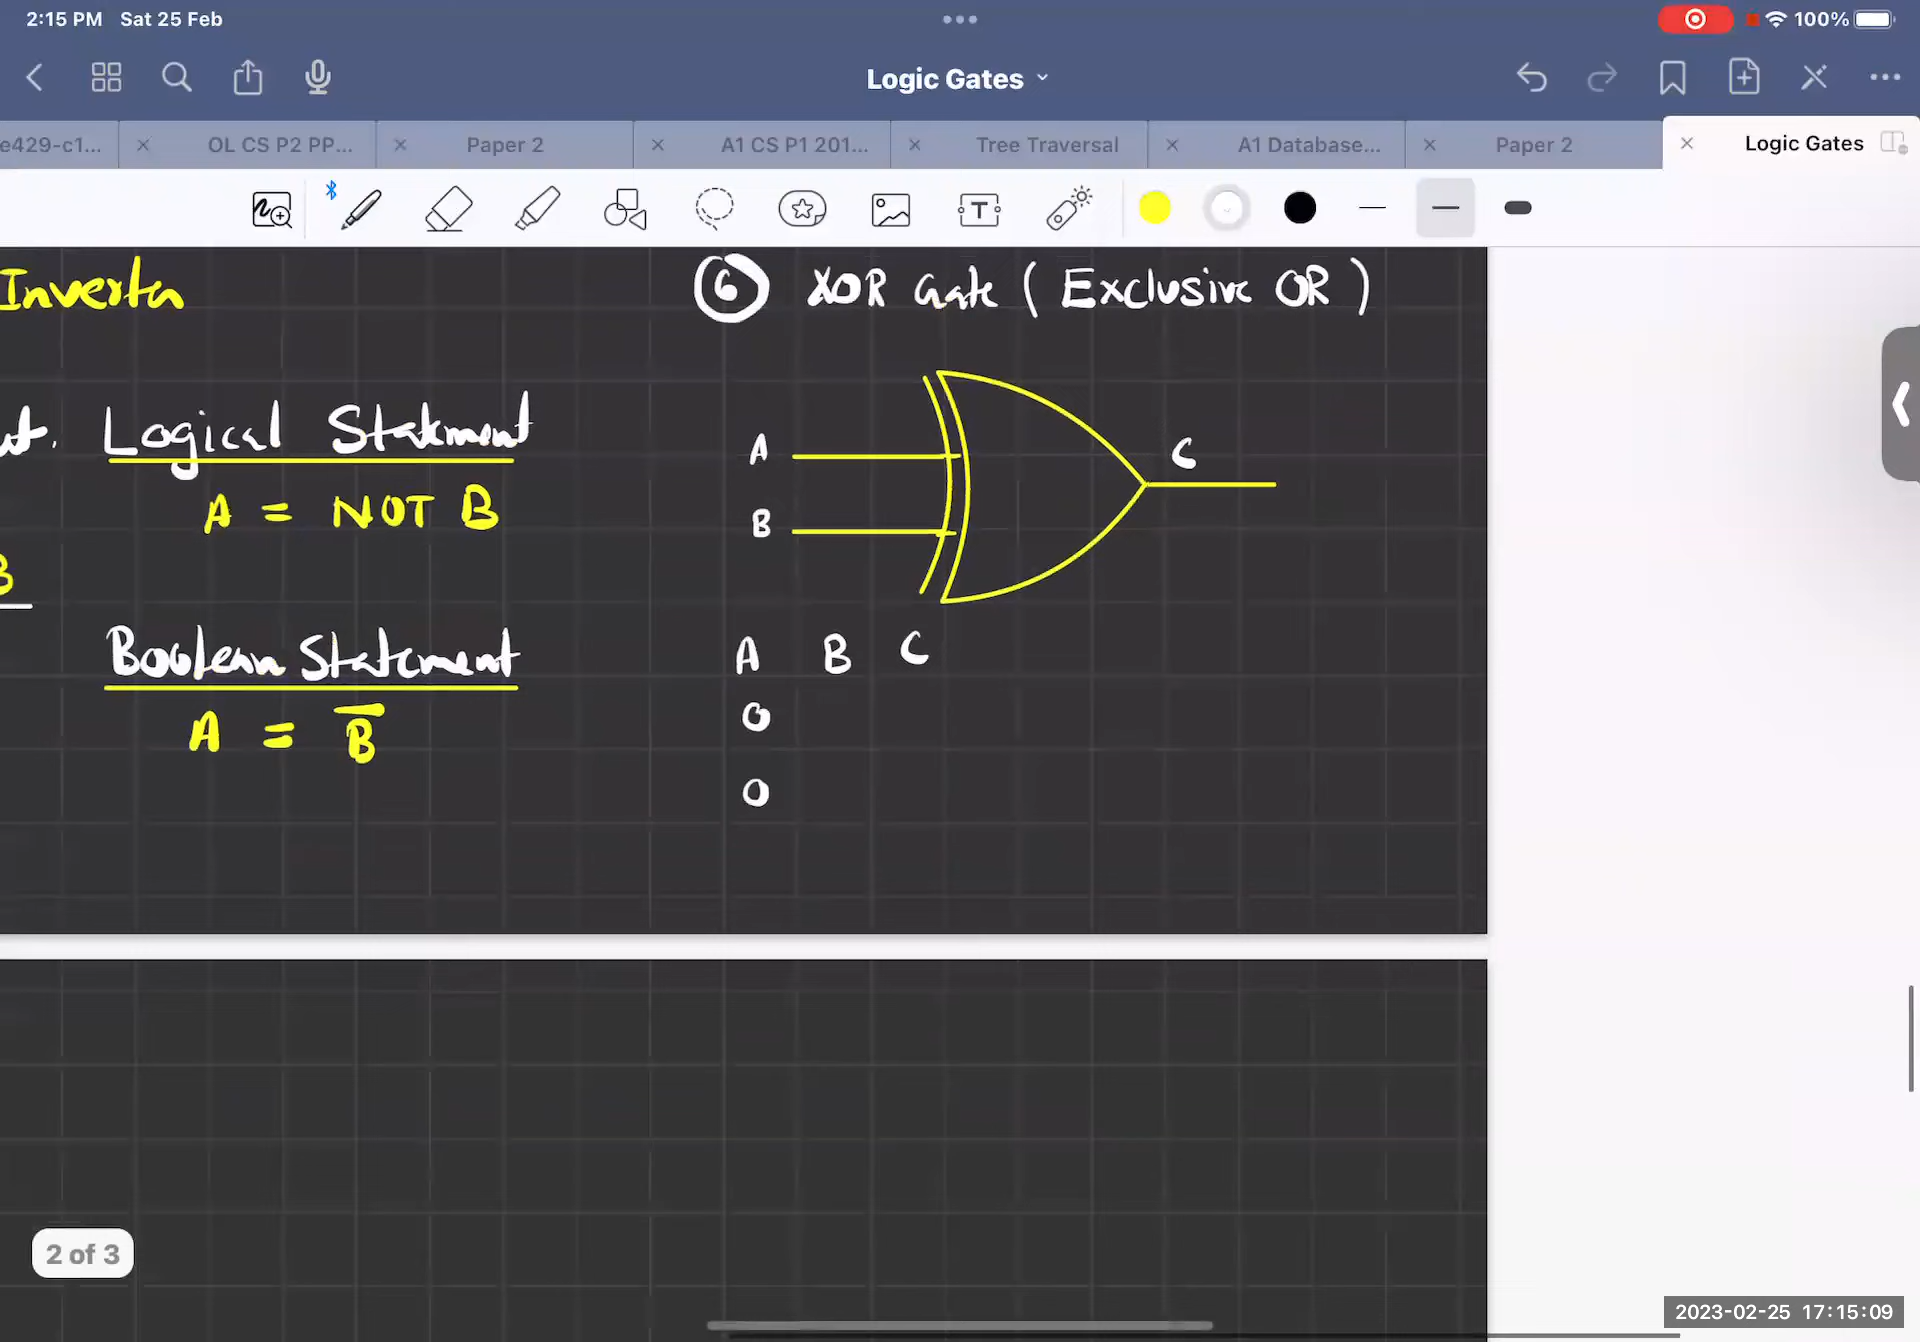 2:15 PM Sat 25 Feb
100%
Logic Gates
e429-c1...
OL CS P2 PP...
Paper 2
A1 CS P1 201...
Tree Traversal
A1 Database...
Paper 2
Logic Gates
T
Inverter
6 XOR Gate ( Exclusive OR )
Logical Statement
A = NOT B
B
A
B
C
Boolean Statement
A = B̅
A B C
0
0
2 of 3
2023-02-25 17:15:09